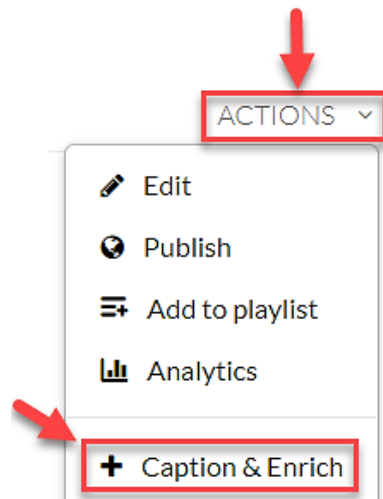 ACTIONS
Edit
Publish
Add to playlist
Analytics
Caption & Enrich